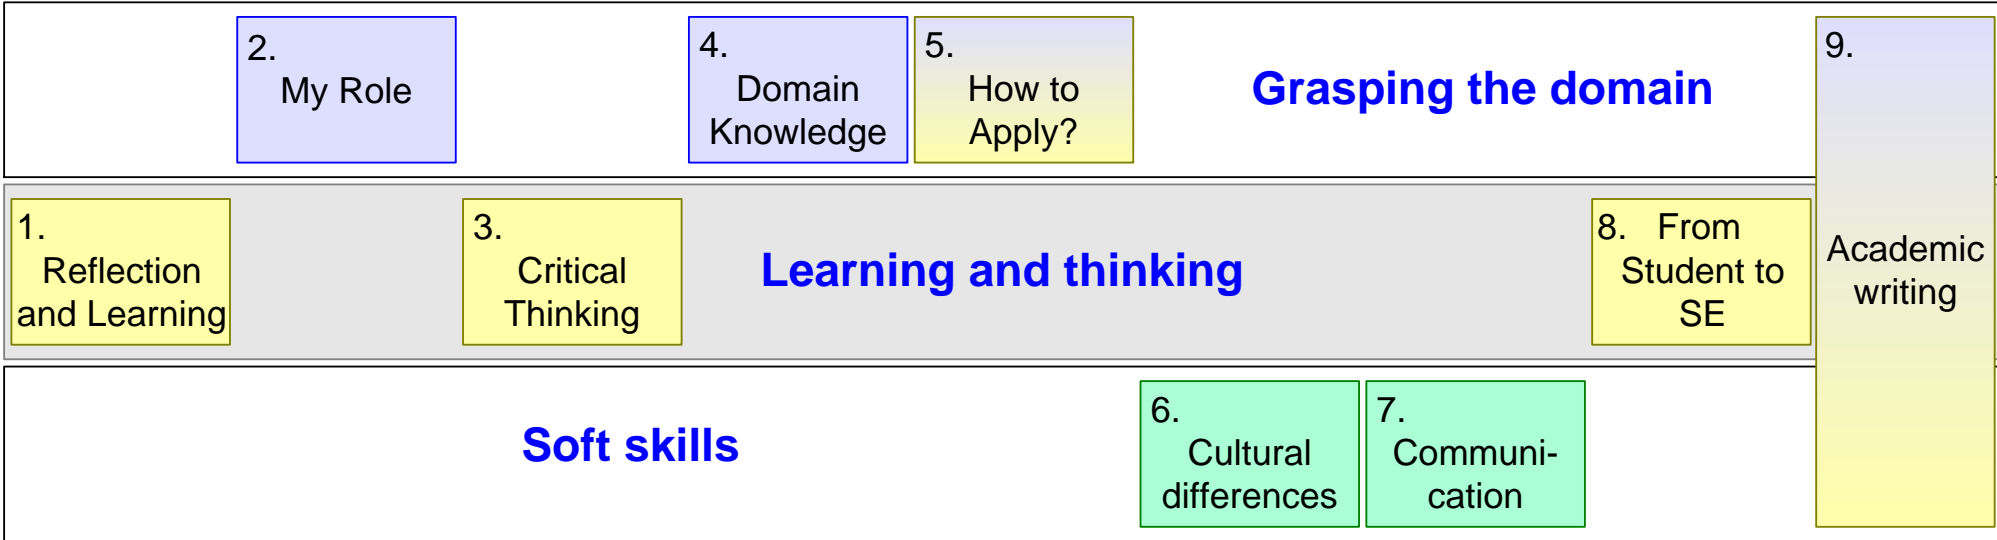 2.
My Role
4.
Domain
Knowledge
5.
How to
Apply?
Grasping the domain
9.
Academic
writing
1.
Reflection
and Learning
3.
Critical
Thinking
Learning and thinking
8. From
Student to
SE
Soft skills
6.
Cultural
differences
7.
Communi-
cation